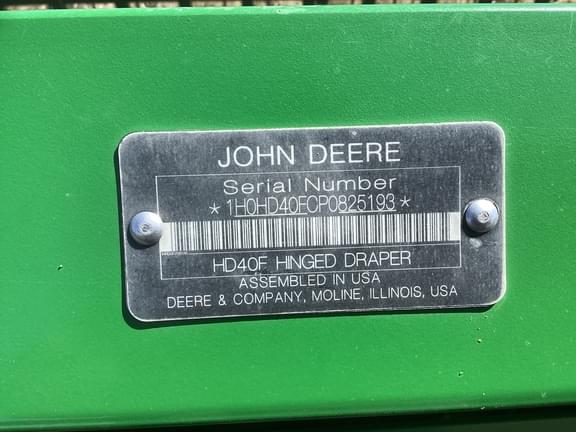 JOHN DEERE
Serial Number
*1H0HD40FCP0825193*
HD40F HINGED DRAPER
ASSEMBLED IN USA
DEERE & COMPANY, MOLINE, ILLINOIS, USA